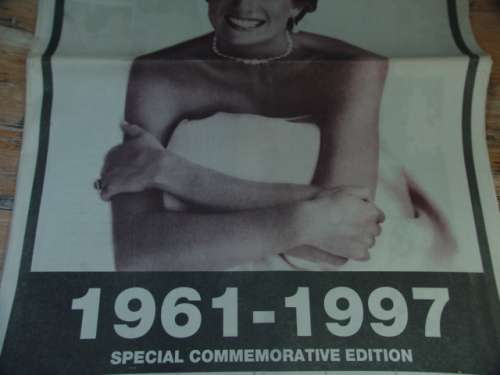 1961-1997
SPECIAL COMMEMORATIVE EDITION